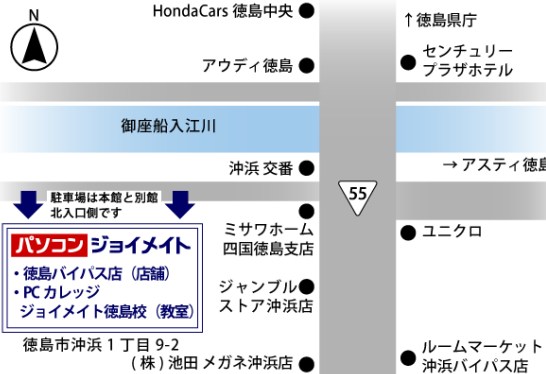 N
HondaCars 徳島中央
↑徳島県庁
アウディ徳島
センチュリー
プラザホテル
御座船入江川
沖浜 交番
→ アスティ徳島
55
駐車場は本館と別館
北入口側です
ミサワホーム
四国徳島支店
ユニクロ
パソコン ジョイメイト
・徳島バイパス店（店舗）
・PC カレッジ
ジョイメイト徳島校（教室）
ジャンブル
ストア沖浜店
徳島市沖浜 1 丁目 9-2
( 株 ) 池田 メガネ沖浜店
ルームマーケット
沖浜バイパス店